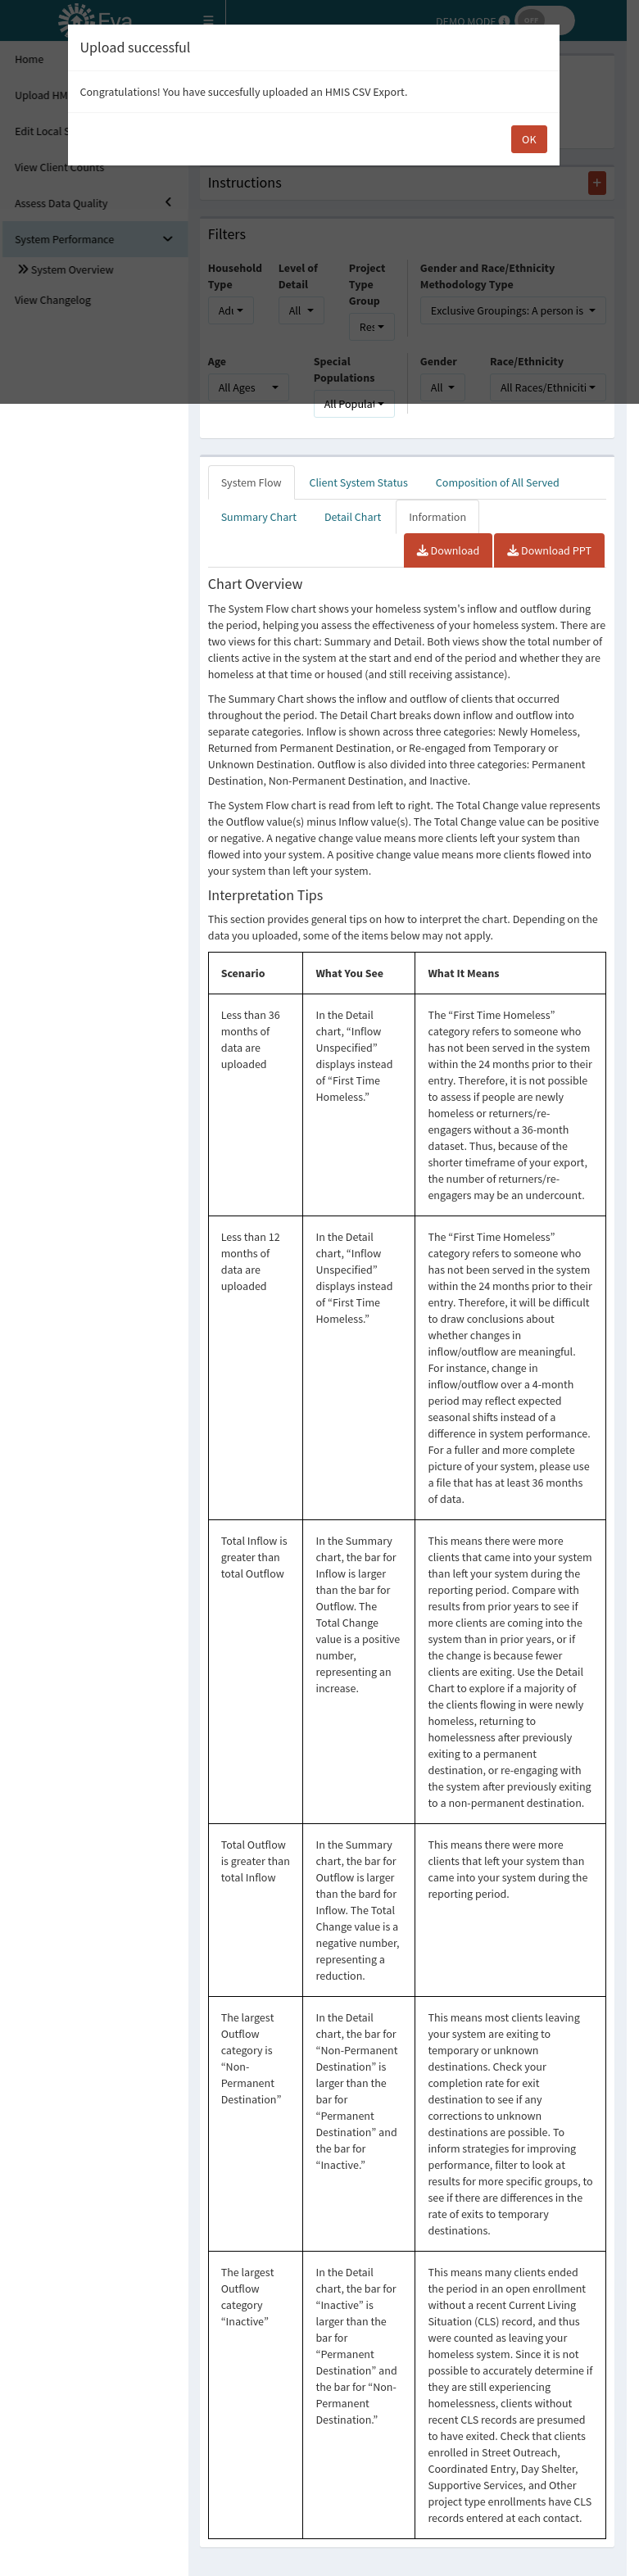 Eva
DEMO MODE
OFF
Upload successful
Congratulations! You have succesfully uploaded an HMIS CSV Export.
OK
Home
Upload HM
Edit Local S
View Client Counts
Assess Data Quality
System Performance
System Overview
View Changelog
Instructions
+
Filters
Household
Type
Level of
Detail
Project
Type
Group
Gender and Race/Ethnicity
Methodology Type
All
Exclusive Groupings: A person is
Age
Special
Populations
Gender
Race/Ethnicity
All Ages
All Populat
All
All Races/Ethniciti
System Flow
Client System Status
Composition of All Served
Summary Chart
Detail Chart
Information
Download
Download PPT
Chart Overview
The System Flow chart shows your homeless system's inflow and outflow during
the period, helping you assess the effectiveness of your homeless system. There are
two views for this chart: Summary and Detail. Both views show the total number of
clients active in the system at the start and end of the period and whether they are
homeless at that time or housed (and still receiving assistance).
The Summary Chart shows the inflow and outflow of clients that occurred
throughout the period. The Detail Chart breaks down inflow and outflow into
separate categories. Inflow is shown across three categories: Newly Homeless,
Returned from Permanent Destination, or Re-engaged from Temporary or
Unknown Destination. Outflow is also divided into three categories: Permanent
Destination, Non-Permanent Destination, and Inactive.
The System Flow chart is read from left to right. The Total Change value represents
the Outflow value(s) minus Inflow value(s). The Total Change value can be positive
or negative. A negative change value means more clients left your system than
flowed into your system. A positive change value means more clients flowed into
your system than left your system.
Interpretation Tips
This section provides general tips on how to interpret the chart. Depending on the
data you uploaded, some of the items below may not apply.
Scenario
What You See
What It Means
Less than 36
months of
data are
uploaded
In the Detail
chart, “Inflow
Unspecified”
displays instead
of “First Time
Homeless.”
The “First Time Homeless”
category refers to someone who
has not been served in the system
within the 24 months prior to their
entry. Therefore, it is not possible
to assess if people are newly
homeless or returners/re-
engagers without a 36-month
dataset. Thus, because of the
shorter timeframe of your export,
the number of returners/re-
engagers may be an undercount.
Less than 12
months of
data are
uploaded
In the Detail
chart, “Inflow
Unspecified”
displays instead
of “First Time
Homeless.”
The “First Time Homeless”
category refers to someone who
has not been served in the system
within the 24 months prior to their
entry. Therefore, it will be difficult
to draw conclusions about
whether changes in
inflow/outflow are meaningful.
For instance, change in
inflow/outflow over a 4-month
period may reflect expected
seasonal shifts instead of a
difference in system performance.
For a fuller and more complete
picture of your system, please use
a file that has at least 36 months
of data.
Total Inflow is
greater than
total Outflow
In the Summary
chart, the bar for
Inflow is larger
than the bar for
Outflow. The
Total Change
value is a positive
number,
representing an
increase.
This means there were more
clients that came into your system
than left your system during the
reporting period. Compare with
results from prior years to see if
more clients are coming into the
system than in prior years, or if
the change is because fewer
clients are exiting. Use the Detail
Chart to explore if a majority of
the clients flowing in were newly
homeless, returning to
homelessness after previously
exiting to a permanent
destination, or re-engaging with
the system after previously exiting
to a non-permanent destination.
Total Outflow
is greater than
total Inflow
In the Summary
chart, the bar for
Outflow is larger
than the bard for
Inflow. The Total
Change value is a
negative number,
representing a
reduction.
This means there were more
clients that left your system than
came into your system during the
reporting period.
The largest
Outflow
category is
“Non-
Permanent
Destination”
In the Detail
chart, the bar for
“Non-Permanent
Destination” is
larger than the
bar for
“Permanent
Destination” and
the bar for
“Inactive.”
This means most clients leaving
your system are exiting to
temporary or unknown
destinations. Check your
completion rate for exit
destination to see if any
corrections to unknown
destinations are possible. To
inform strategies for improving
performance, filter to look at
results for more specific groups, to
see if there are differences in the
rate of exits to temporary
destinations.
The largest
Outflow
category
“Inactive”
In the Detail
chart, the bar for
“Inactive” is
larger than the
bar for
“Permanent
Destination” and
the bar for “Non-
Permanent
Destination.”
This means many clients ended
the period in an open enrollment
without a recent Current Living
Situation (CLS) record, and thus
were counted as leaving your
homeless system. Since it is not
possible to accurately determine if
they are still experiencing
homelessness, clients without
recent CLS records are presumed
to have exited. Check that clients
enrolled in Street Outreach,
Coordinated Entry, Day Shelter,
Supportive Services, and Other
project type enrollments have CLS
records entered at each contact.